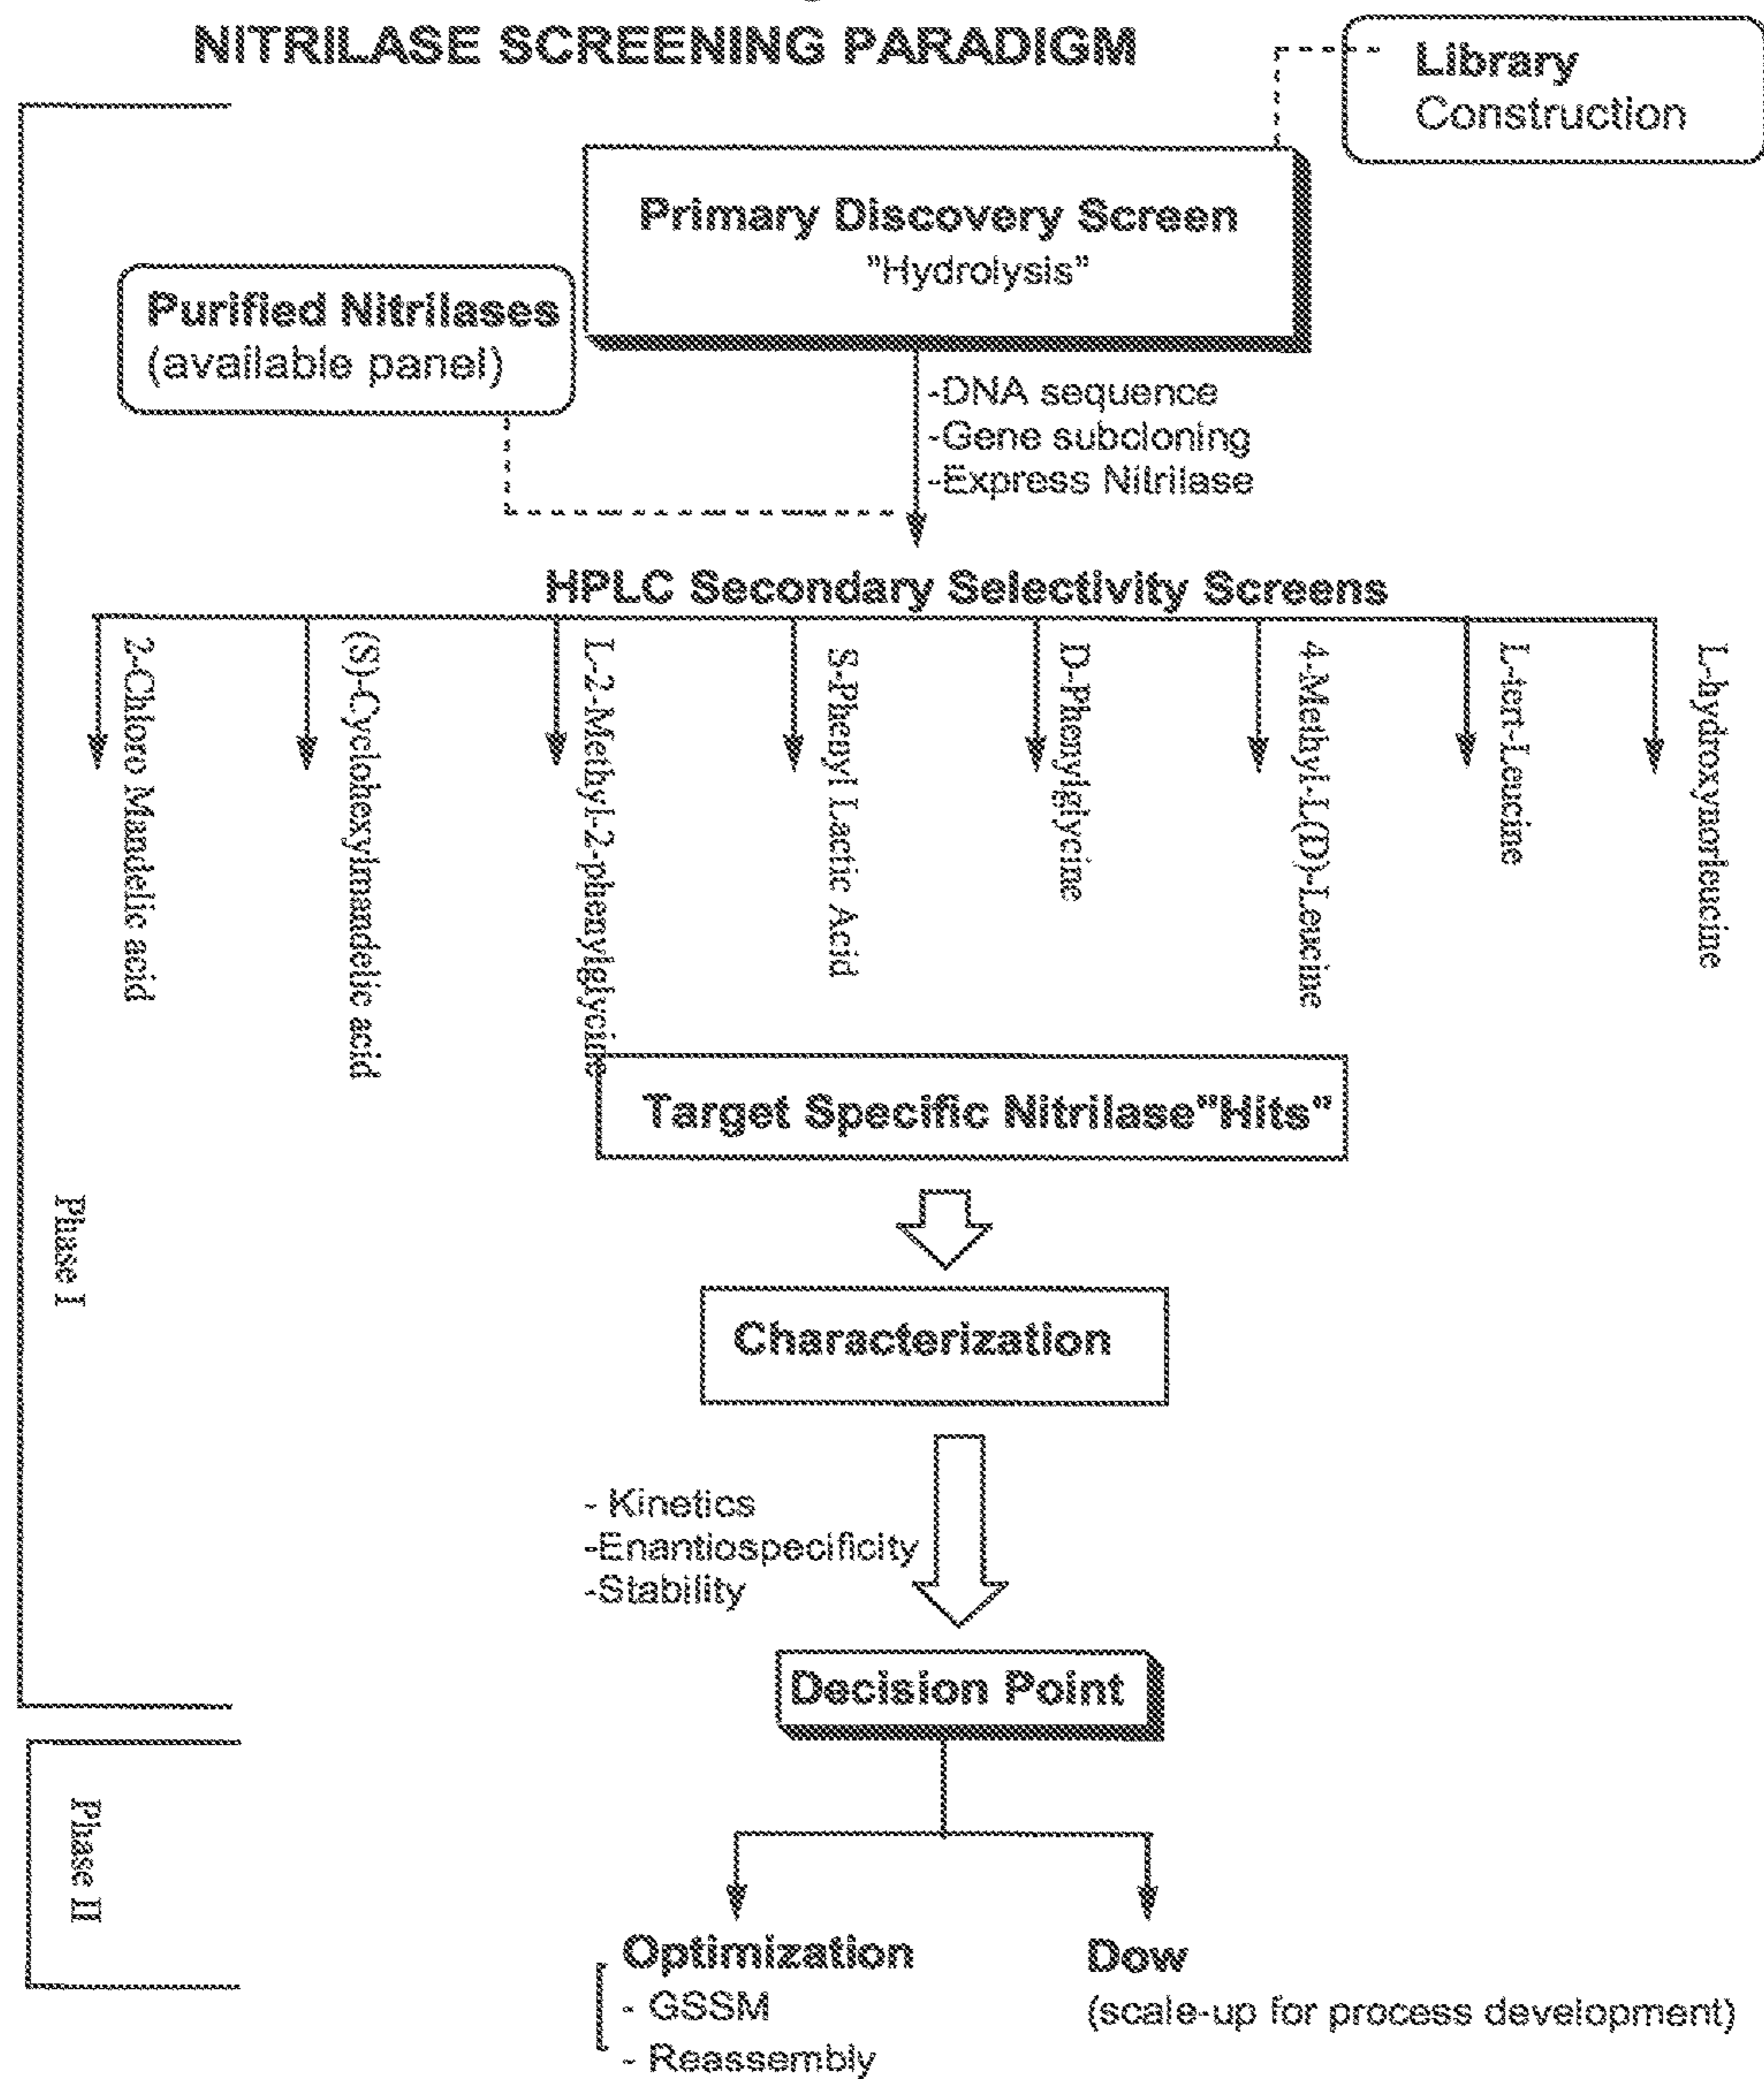 NITRILASE SCREENING PARADIGM
Library
Construction
Primary Discovery Screen
"Hydrolysis"
Purified Nitrilases
(available panel)
-DNA sequence
-Gene subcloning
-Express Nitrilase
HPLC Secondary Selectivity Screens
2-Chloro Mandelic acid
(S)-Cyclohexylmandelic acid
L-2-Methyl-2-phenylglycine
S-Phenyl Lactic Acid
D-Phenylglycine
4-Methyl-L(D)-Leucine
L-tert-Leucine
L-hydroxynorleucine
Target Specific Nitrilase"Hits"
Phase I
Characterization
- Kinetics
-Enantiospecificity
-Stability
Decision Point
Phase II
Optimization
- GSSM
- Reassembly
Dow
(scale-up for process development)